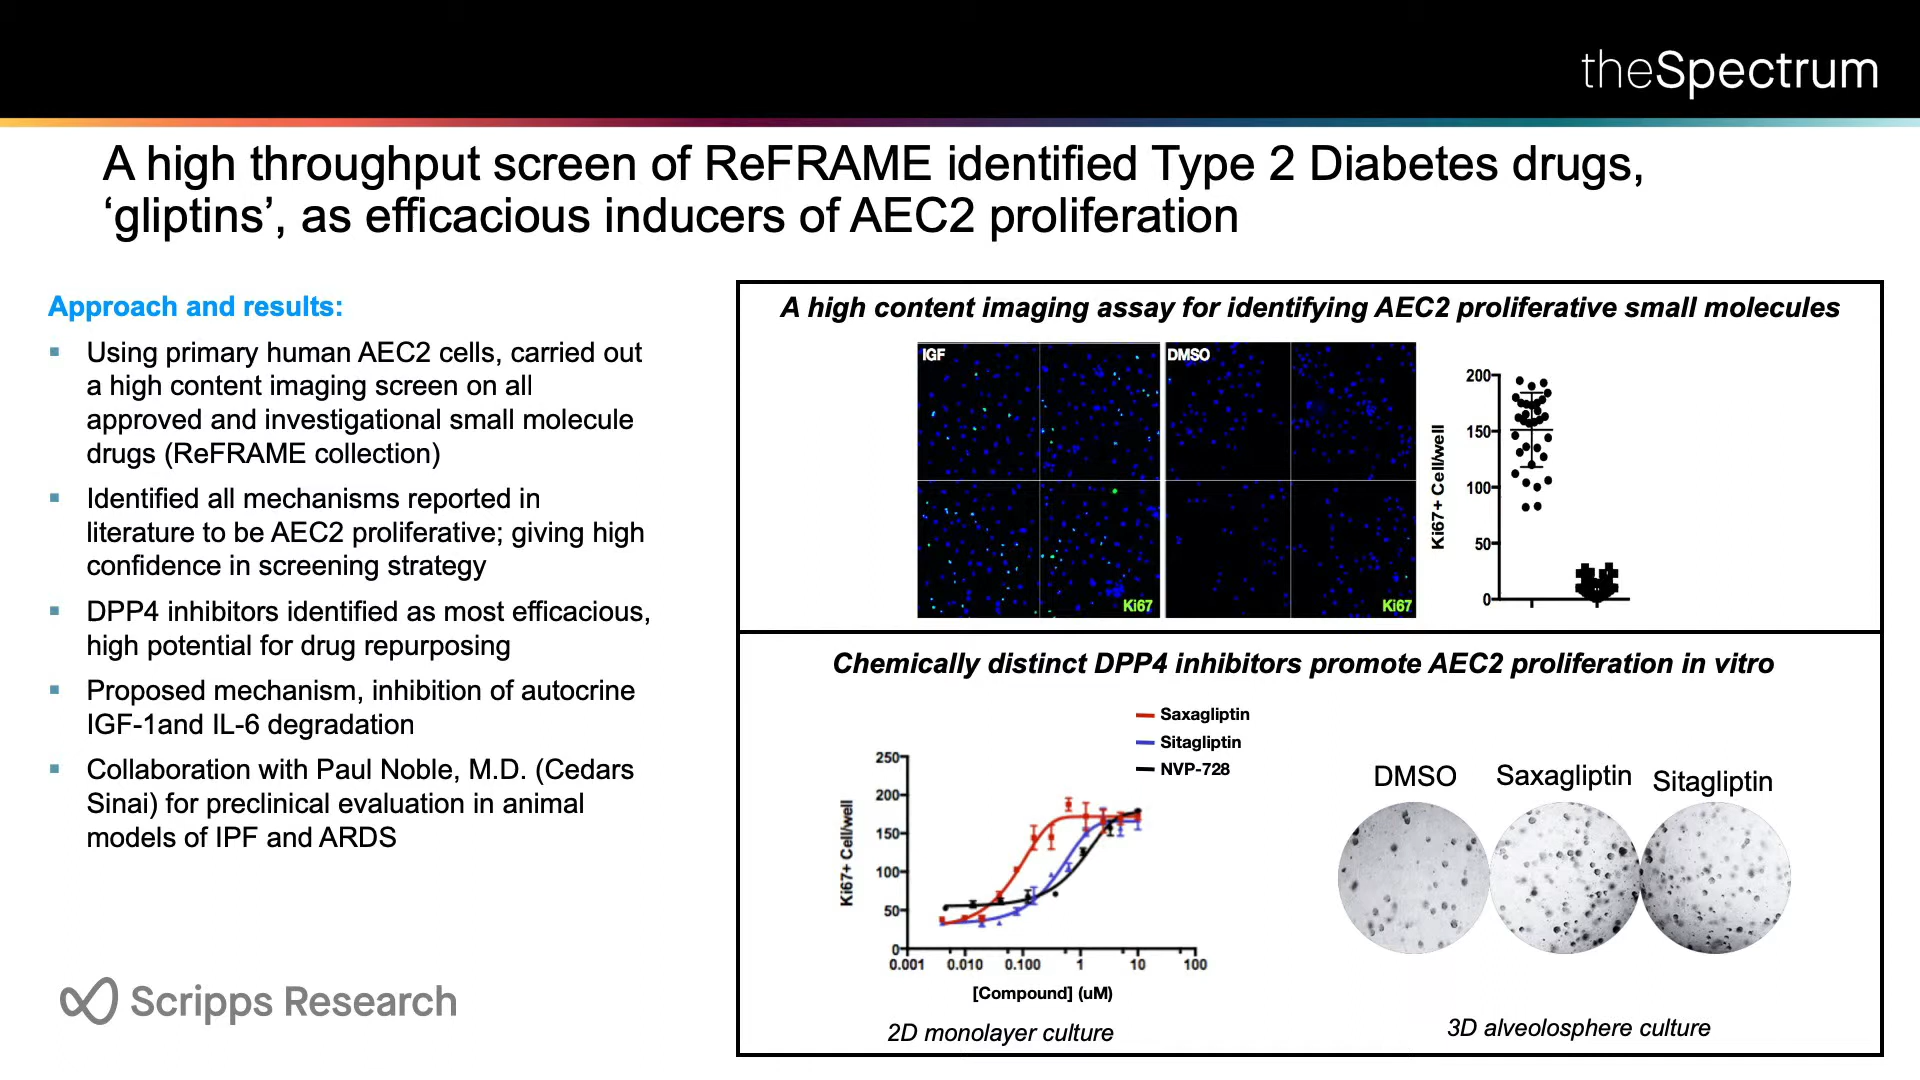 theSpectrum
A high throughput screen of ReFRAME identified Type 2 Diabetes drugs,
‘gliptins’, as efficacious inducers of AEC2 proliferation
Approach and results:
▪ Using primary human AEC2 cells, carried out
a high content imaging screen on all
approved and investigational small molecule
drugs (ReFRAME collection)
▪ Identified all mechanisms reported in
literature to be AEC2 proliferative; giving high
confidence in screening strategy
▪ DPP4 inhibitors identified as most efficacious,
high potential for drug repurposing
▪ Proposed mechanism, inhibition of autocrine
IGF-1and IL-6 degradation
▪ Collaboration with Paul Noble, M.D. (Cedars
Sinai) for preclinical evaluation in animal
models of IPF and ARDS
Scripps Research
A high content imaging assay for identifying AEC2 proliferative small molecules
IGF
DMSO
Ki67
Ki67
Ki67+ Cell/well
200
150
100
50
0
Chemically distinct DPP4 inhibitors promote AEC2 proliferation in vitro
Saxagliptin
Sitagliptin
NVP-728
Ki67+ Cell/well
250
200
150
100
50
0
0.001 0.010 0.100 1 10 100
[Compound] (uM)
2D monolayer culture
DMSO Saxagliptin Sitagliptin
3D alveolosphere culture